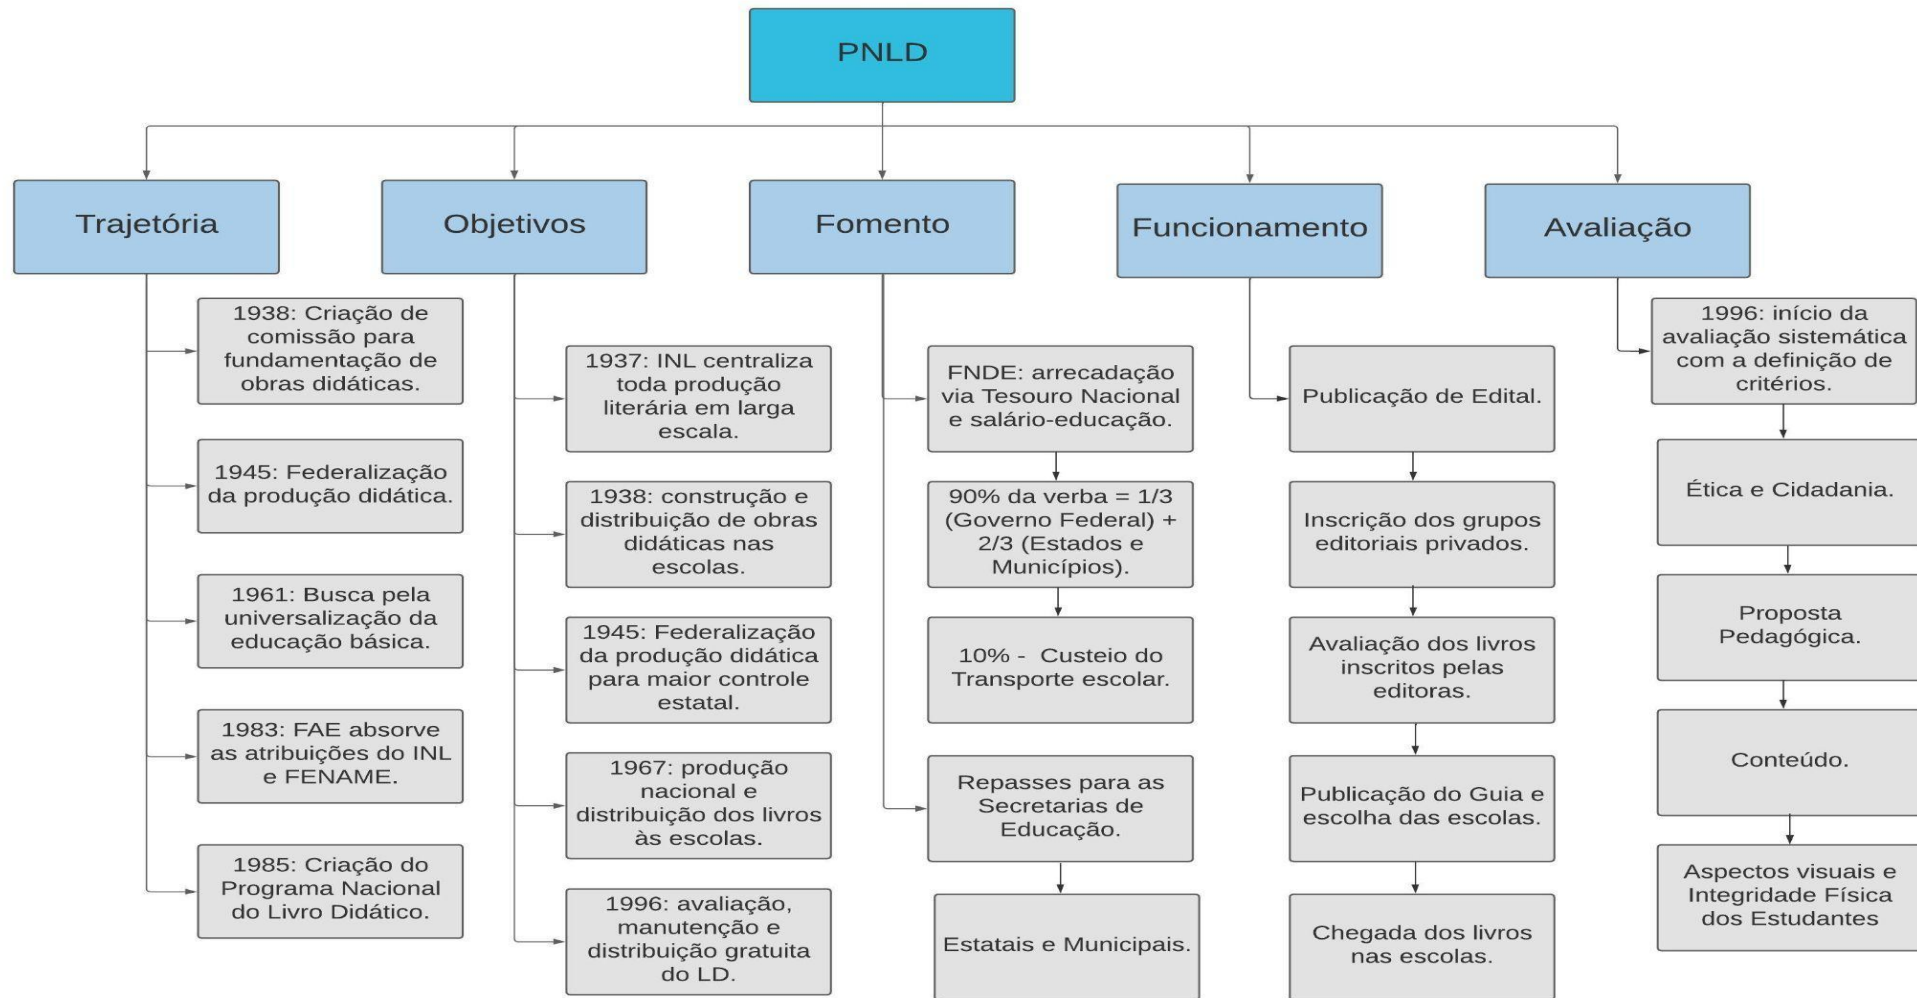 PNLD
Trajetória
Objetivos
Fomento
Funcionamento
Avaliação
1938: Criação de
comissão para
fundamentação de
obras didáticas.
1945: Federalização
da produção didática.
1961: Busca pela
universalização da
educação básica.
1983: FAE absorve
as atribuições do INL
e FENAME.
1985: Criação do
Programa Nacional
do Livro Didático.
1937: INL centraliza
toda produção
literária em larga
escala.
1938: construção e
distribuição de obras
didáticas nas
escolas.
1945: Federalização
da produção didática
para maior controle
estatal.
1967: produção
nacional e
distribuição dos livros
às escolas.
1996: avaliação,
manutenção e
distribuição gratuita
do LD.
FNDE: arrecadação
via Tesouro Nacional
e salário-educação.
90% da verba = 1/3
(Governo Federal) +
2/3 (Estados e
Municípios).
10% - Custeio do
Transporte escolar.
Repasses para as
Secretarias de
Educação.
Estatais e Municipais.
Publicação de Edital.
Inscrição dos grupos
editoriais privados.
Avaliação dos livros
inscritos pelas
editoras.
Publicação do Guia e
escolha das escolas.
Chegada dos livros
nas escolas.
1996: início da
avaliação sistemática
com a definição de
critérios.
Ética e Cidadania.
Proposta
Pedagógica.
Conteúdo.
Aspectos visuais e
Integridade Física
dos Estudantes